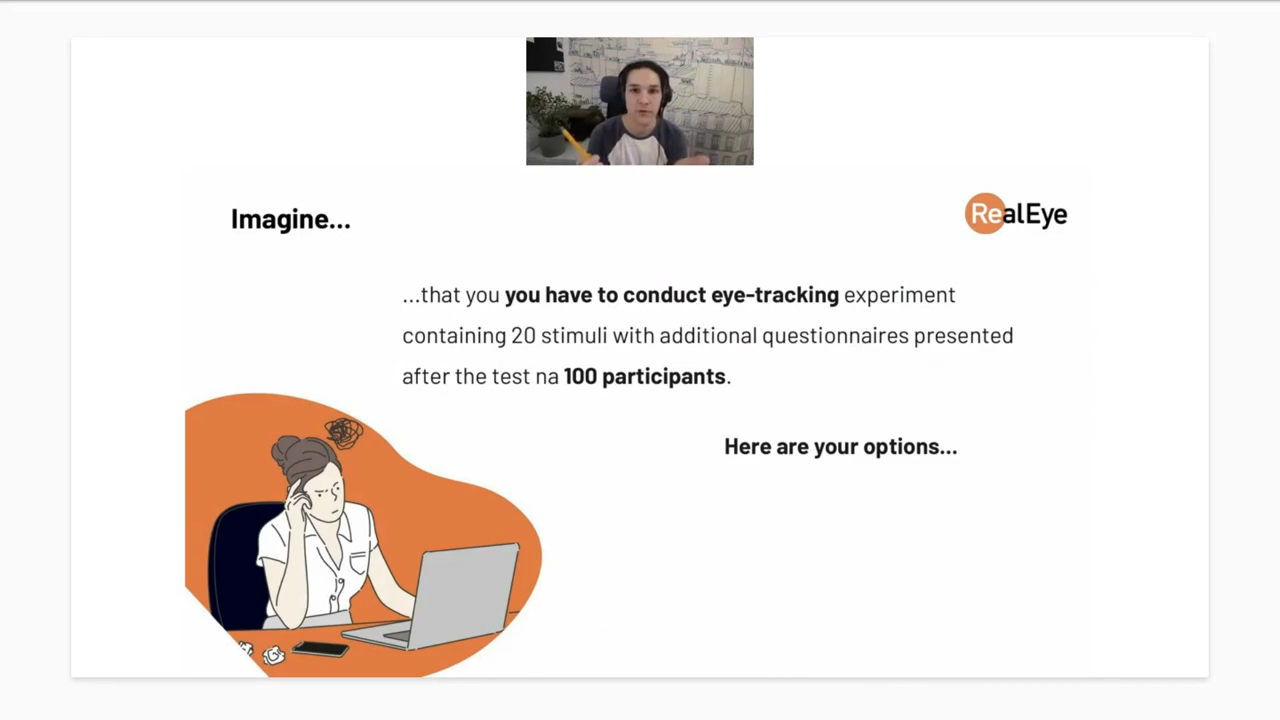 Imagine...
RealEye
...that you you have to conduct eye-tracking experiment
containing 20 stimuli with additional questionnaires presented
after the test na 100 participants.
Here are your options...